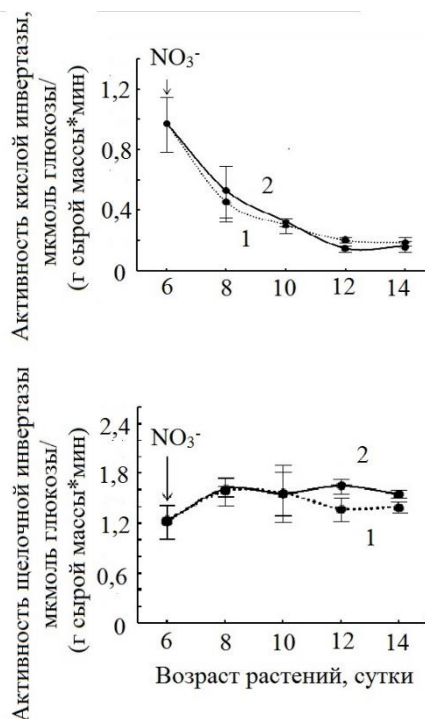 Активность кислой инвертазы,
мкмоль глюкозы/
(г сырой массы*мин)
NO₃⁻
1,2
0,8
0,4
0
2
1
6 8 10 12 14
Активность щелочной инвертазы
мкмоль глюкозы/
(г сырой массы*мин)
NO₃⁻
2,4
1,8
1,2
0,6
0
2
1
6 8 10 12 14
Возраст растений, сутки